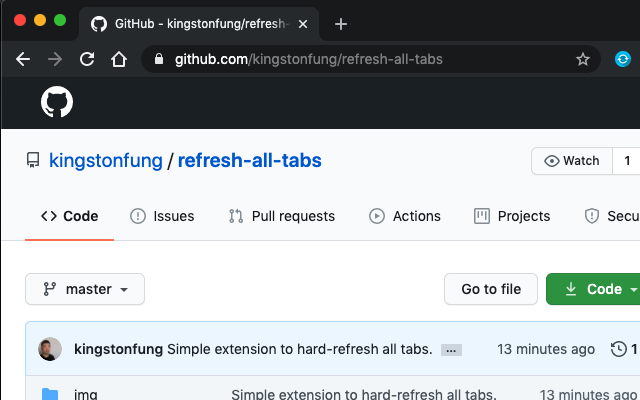 GitHub - kingstonfung/refresh-
github.com/kingstonfung/refresh-all-tabs
kingstonfung / refresh-all-tabs
Watch 1
Code Issues Pull requests Actions Projects Secu
master Go to file Code
kingstonfung Simple extension to hard-refresh all tabs. ... 13 minutes ago 1
img Simple extension to hard-refresh all tabs. 13 minutes ago